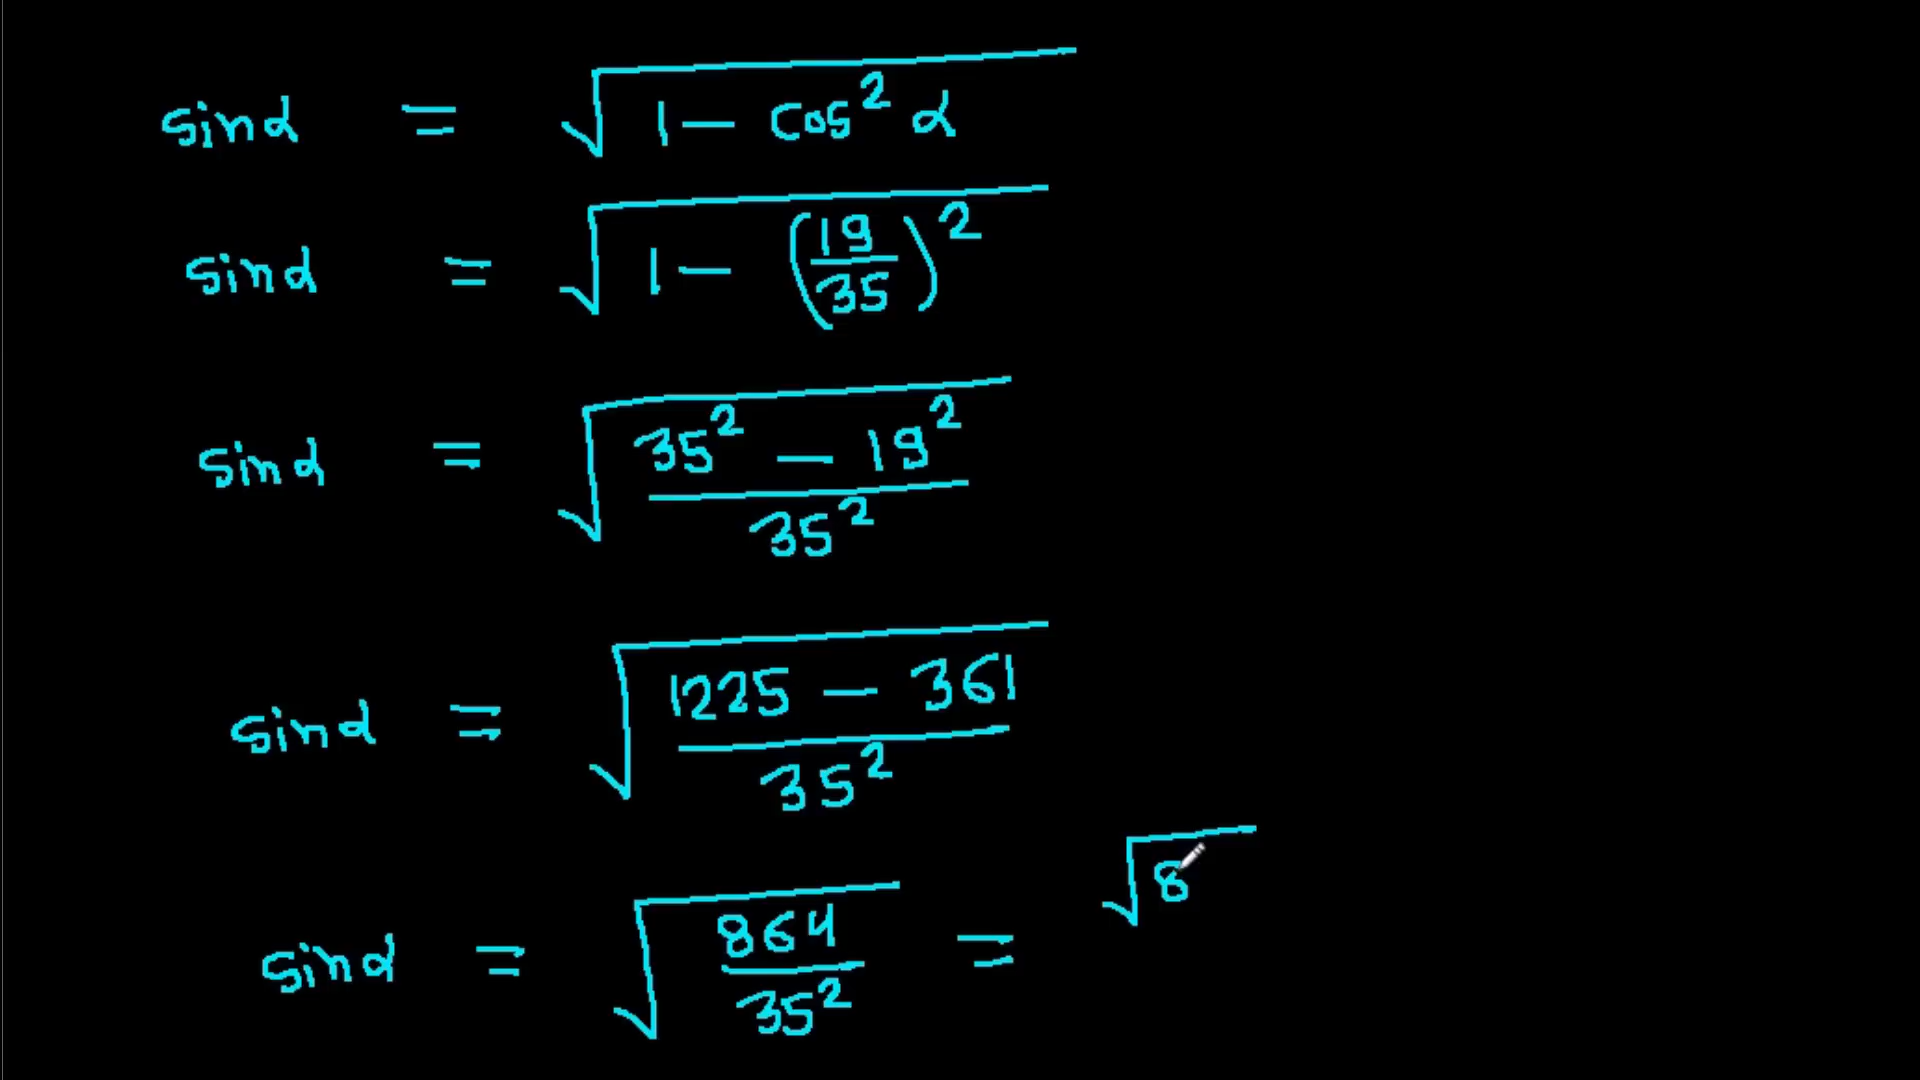 sinα = √(1 − cos² α)
sinα = √(1 − (19/35)²)
sinα = √((35² − 19²)/35²)
sinα = √((1225 − 361)/35²)
sinα = √(864/35²) = √8